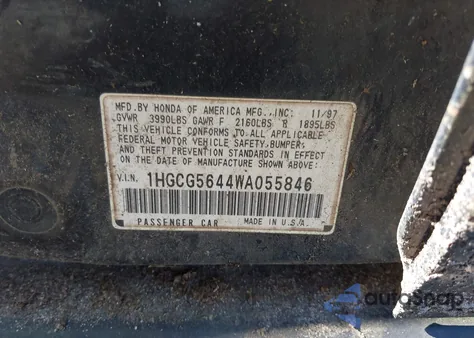 MFD.BY HONDA OF AMERICA MFG.,INC: 11/97
GVWR 3990LBS GAWR F 2160LBS R 1895LBS
THIS VEHICLE CONFORMS TO ALL APPLICABLE
FEDERAL MOTOR VEHICLE SAFETY,BUMPER,
AND THEFT PREVENTION STANDARDS IN EFFECT
ON THE DATE OF MANUFACTURE SHOWN ABOVE.
V.I.N. 1HGCG5644WA055846
PASSENGER CAR MADE IN U.S.A.
autoSnap